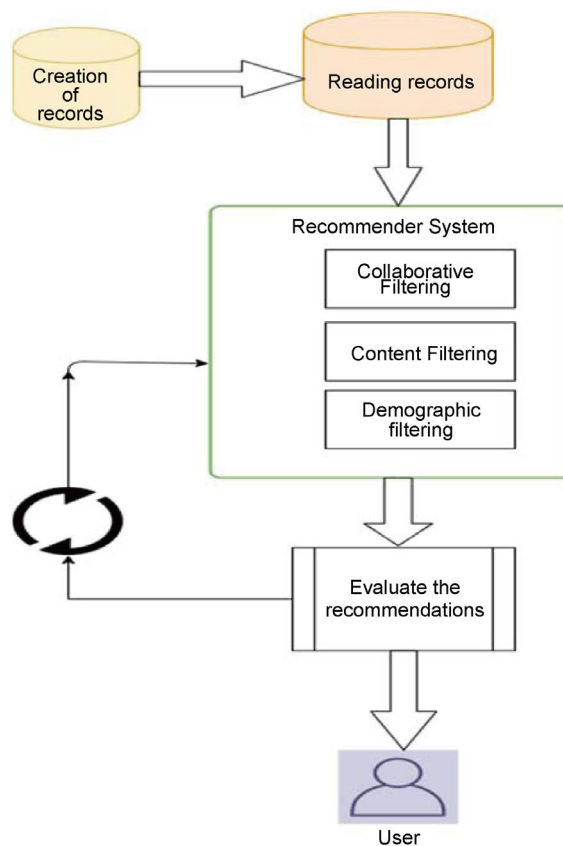 Creation
of
records
Reading records
Recommender System
Collaborative
Filtering
Content Filtering
Demographic
filtering
Evaluate the
recommendations
User